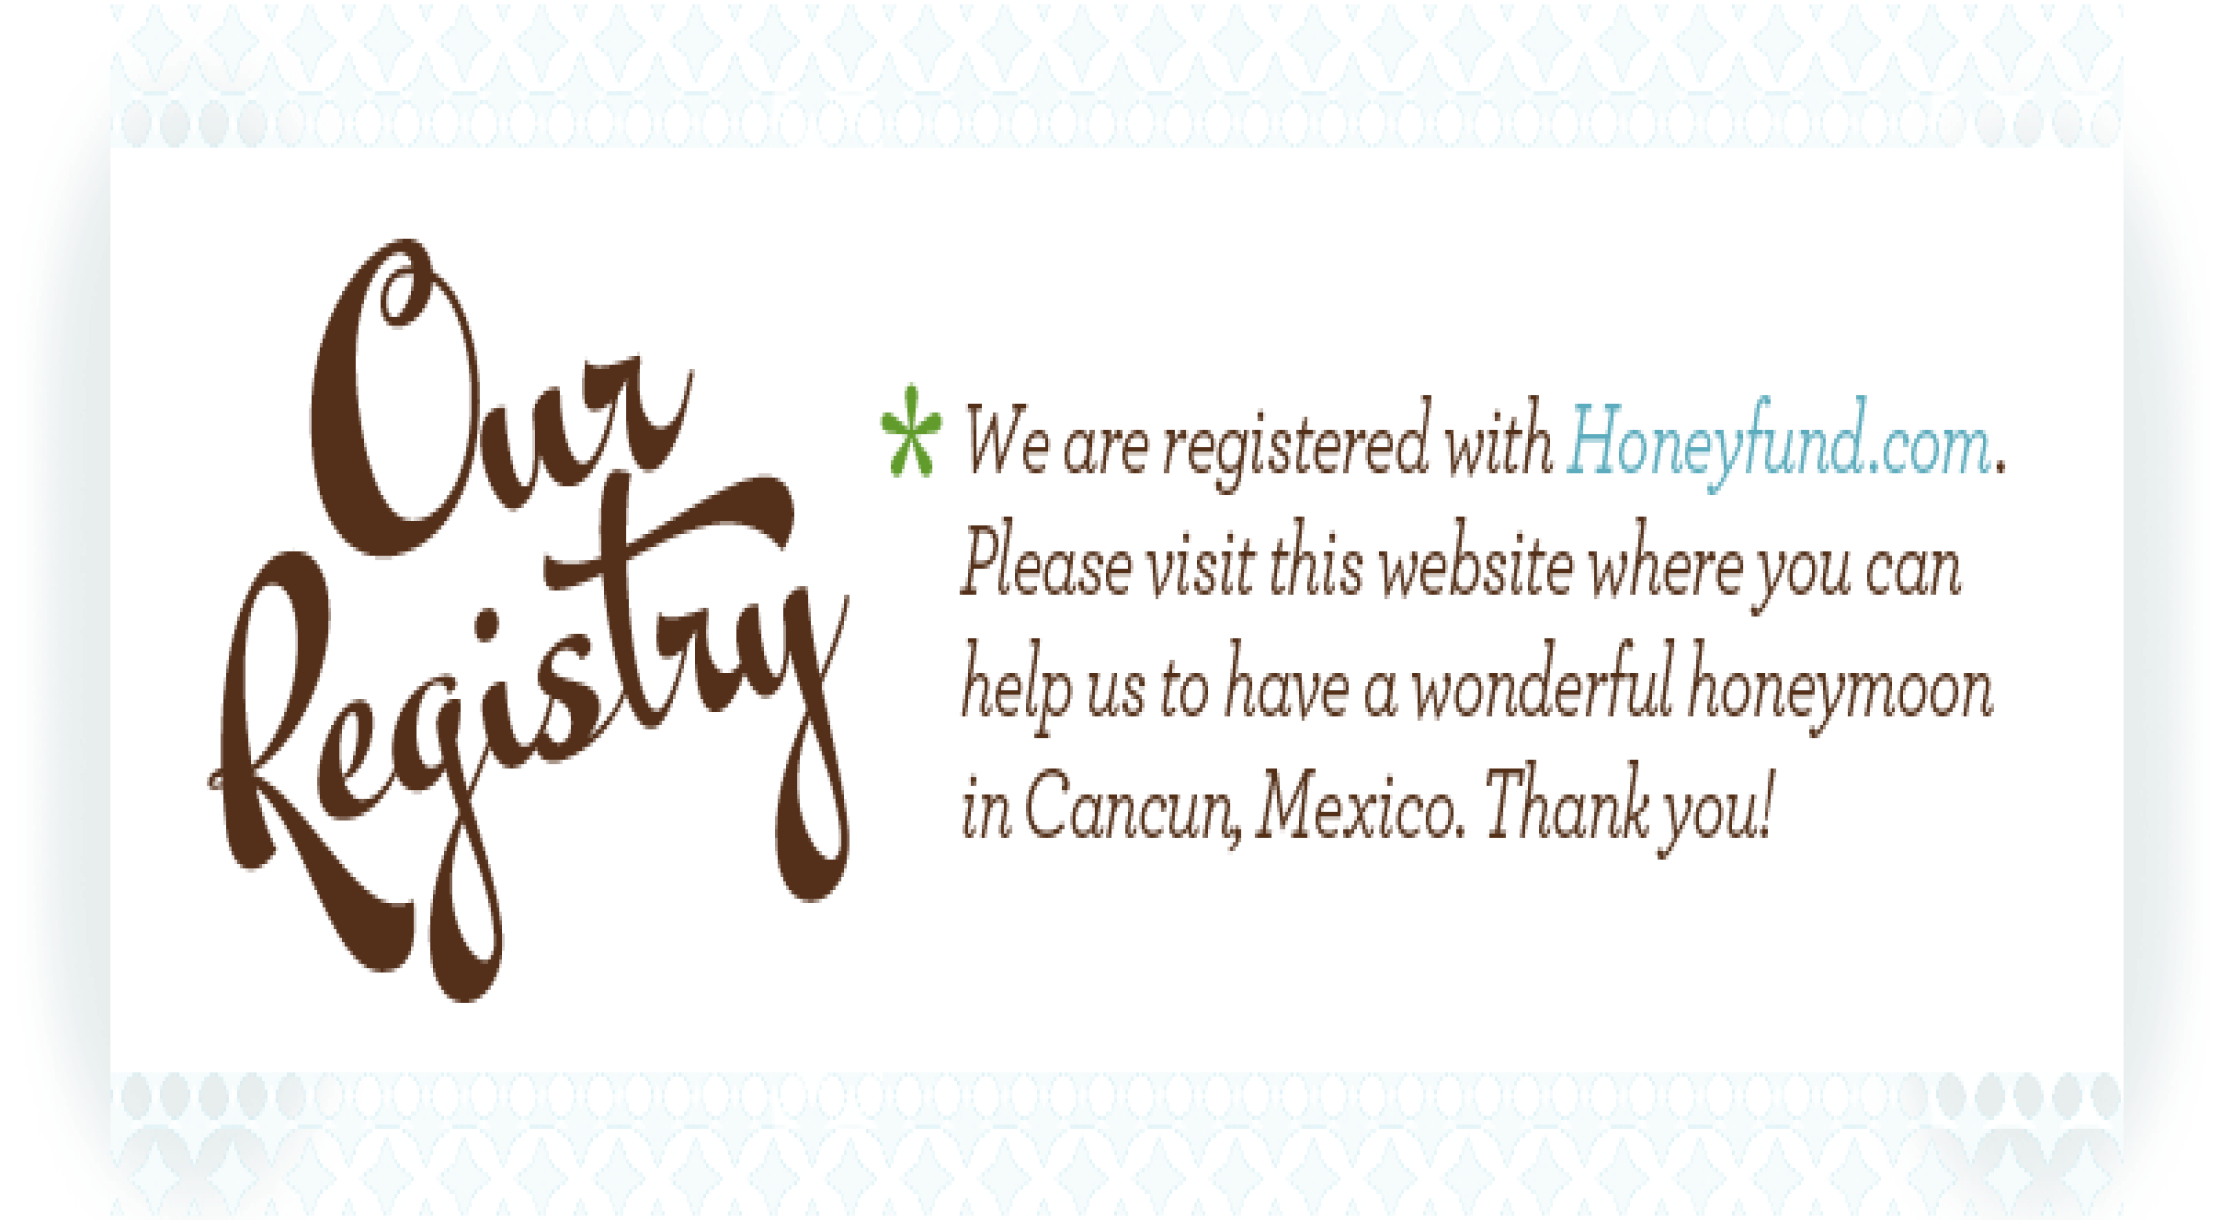 Our
Registry
* We are registered with Honeyfund.com.
Please visit this website where you can
help us to have a wonderful honeymoon
in Cancun, Mexico. Thank you!